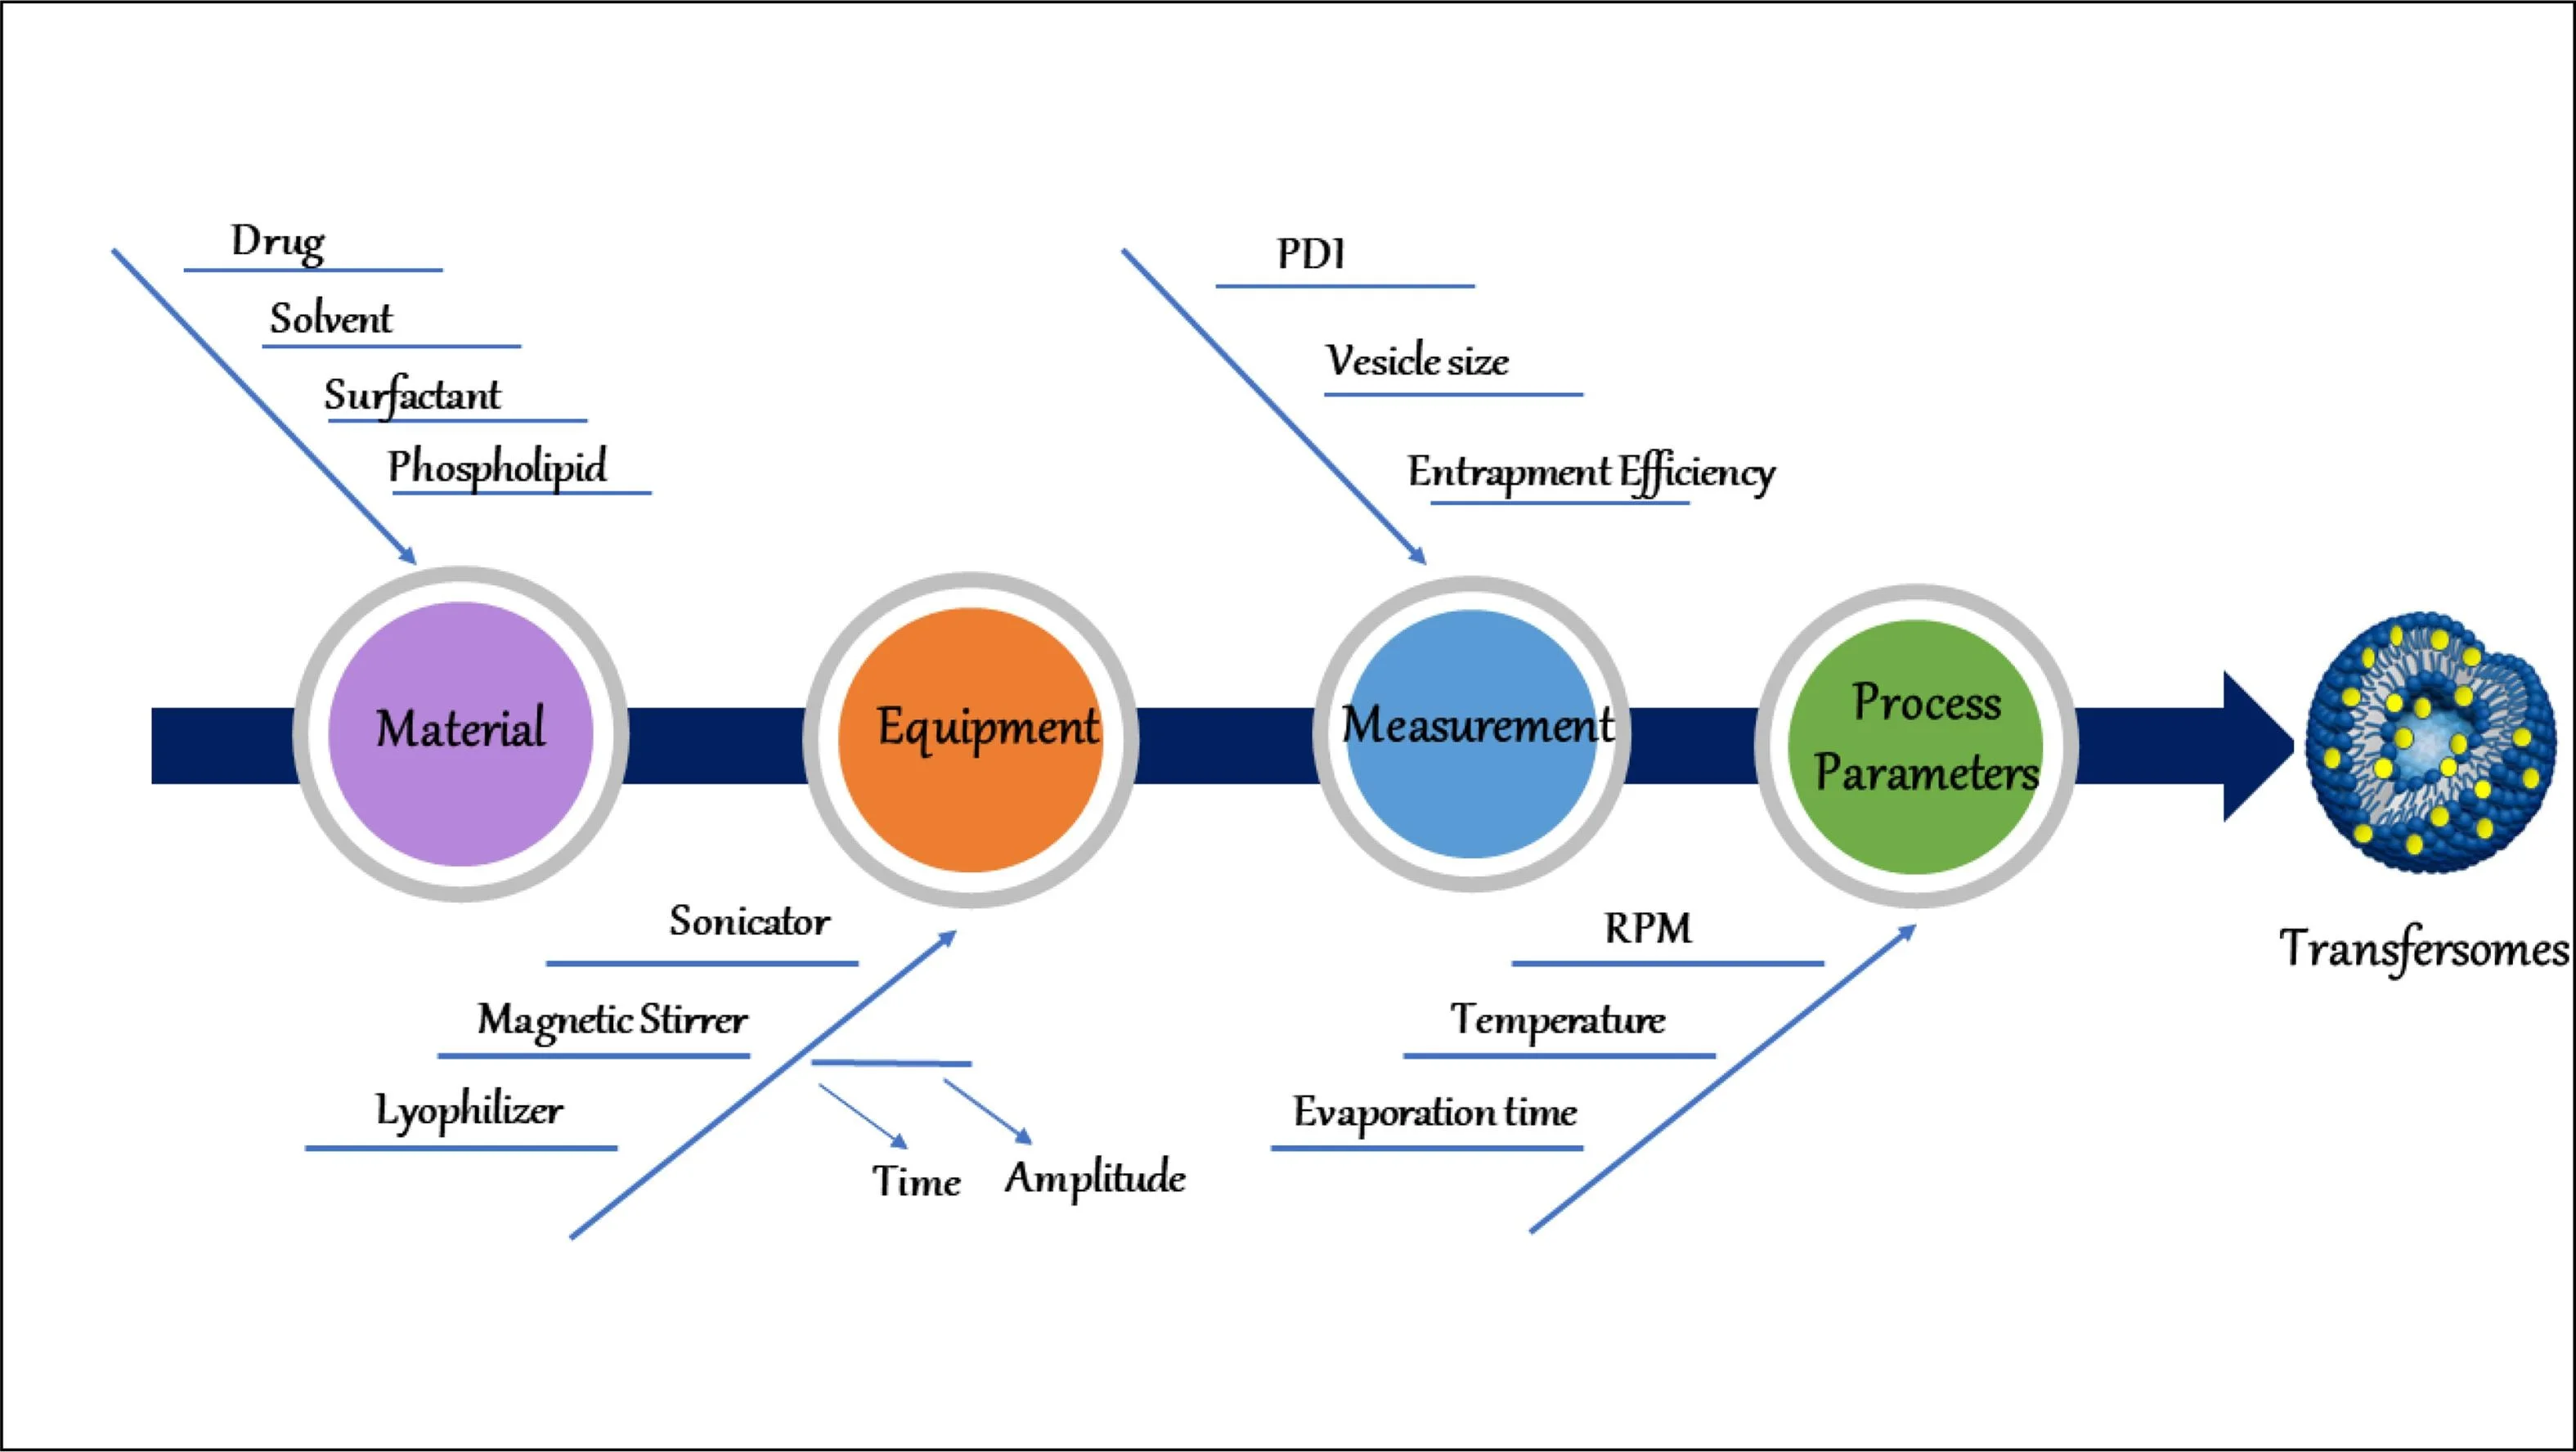 Drug
Solvent
Surfactant
Phospholipid
PDI
Vesicle size
Entrapment Efficiency
Material
Equipment
Measurement
Process
Parameters
Transfersomes
Sonicator
Magnetic Stirrer
Lyophilizer
Time
Amplitude
RPM
Temperature
Evaporation time